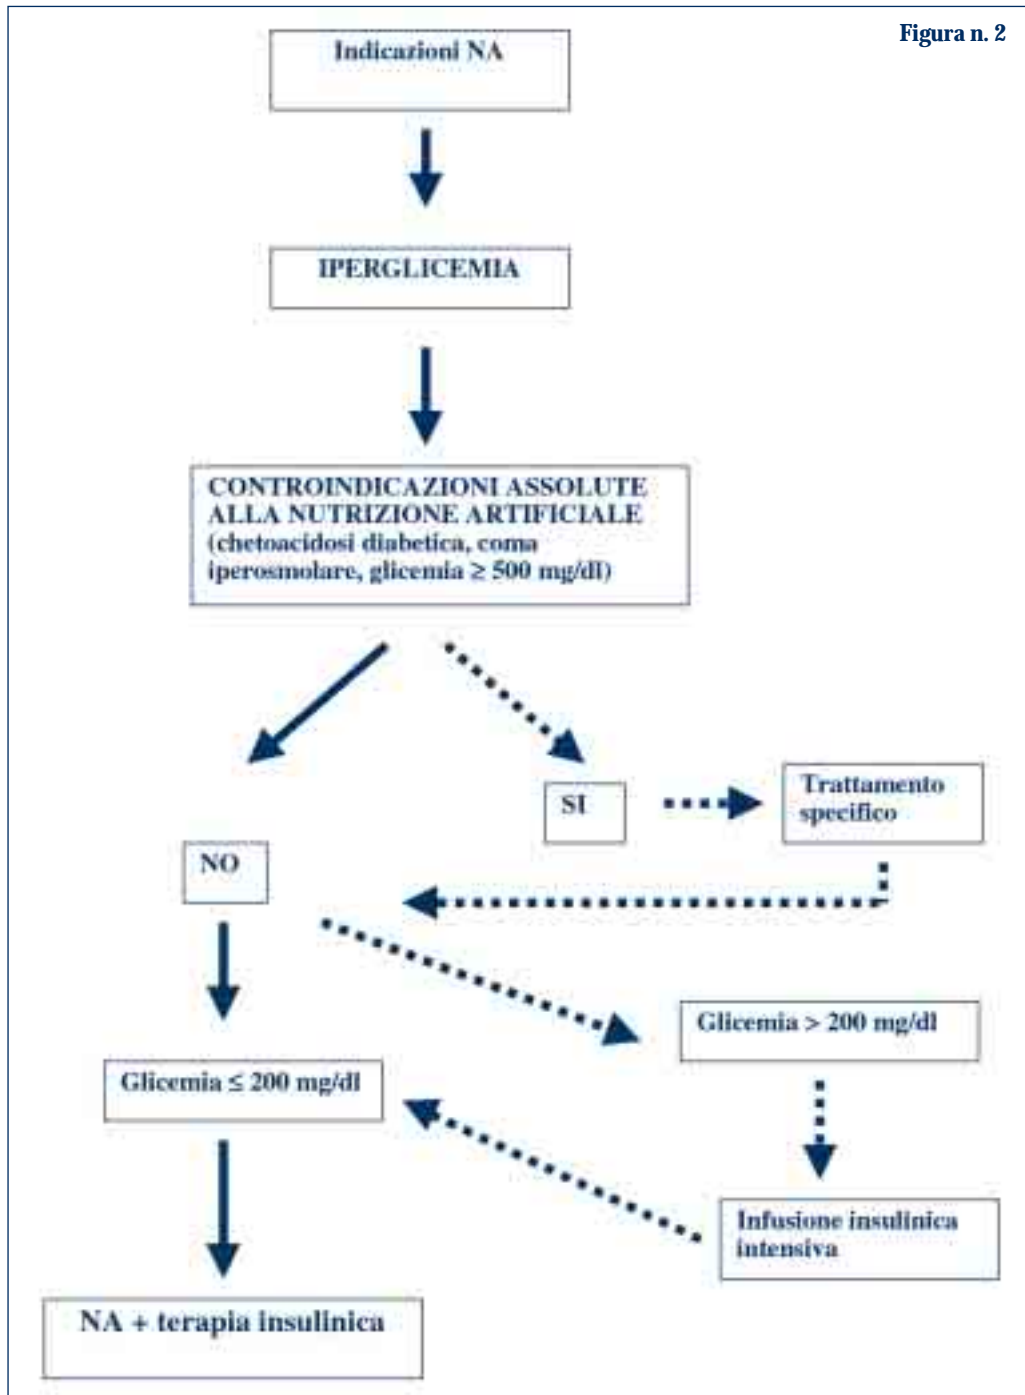 Figura n. 2
Indicazioni NA
IPERGLICEMIA
CONTROINDICAZIONI ASSOLUTE
ALLA NUTRIZIONE ARTIFICIALE
(chetoacidosi diabetica, coma
iperosmolare, glicemia ≥ 500 mg/dl)
SI
Trattamento
specifico
NO
Glicemia > 200 mg/dl
Glicemia ≤ 200 mg/dl
Infusione insulinica
intensiva
NA + terapia insulinica